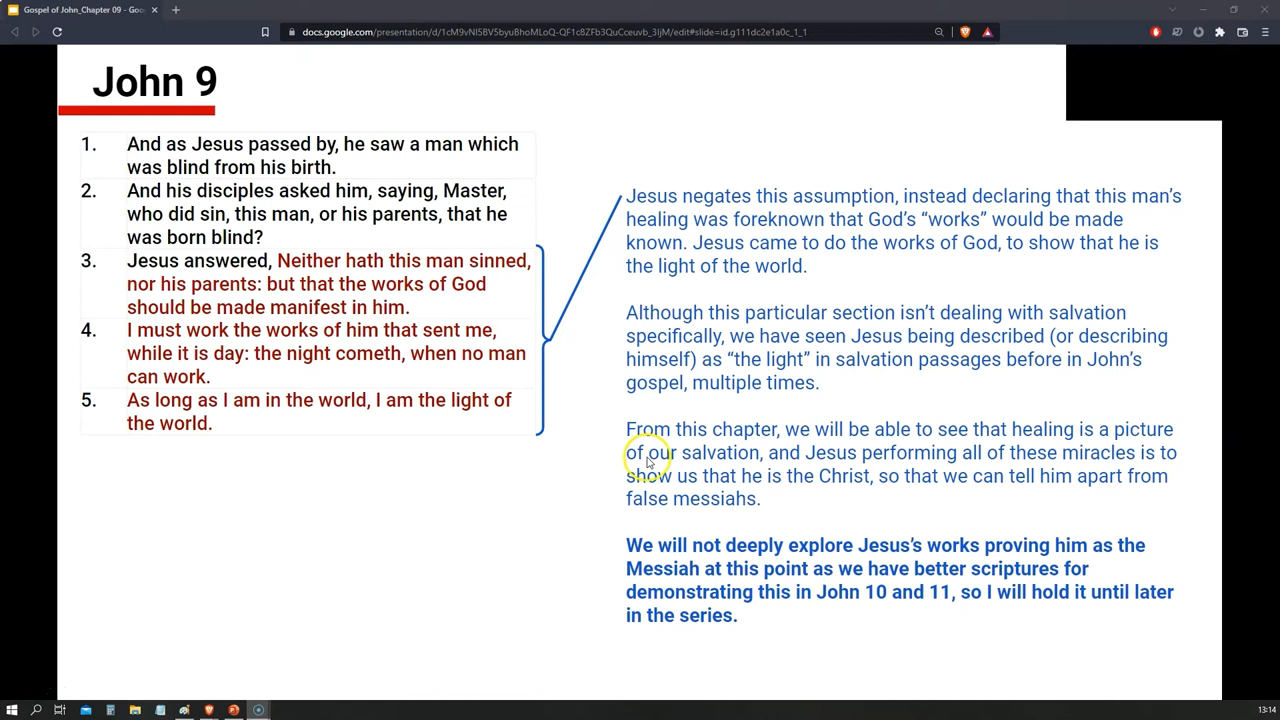 Gospel of John_Chapter 09 - Goo
docs.google.com/presentation/d/1cM9vNI5BV5byuBhoMLoQ-QF1c8ZFb3QuCceuvb_3IjM/edit#slide=id.g111dc2e1a0c_1_1
John 9
1. And as Jesus passed by, he saw a man which
was blind from his birth.
2. And his disciples asked him, saying, Master,
who did sin, this man, or his parents, that he
was born blind?
3. Jesus answered, Neither hath this man sinned,
nor his parents: but that the works of God
should be made manifest in him.
4. I must work the works of him that sent me,
while it is day: the night cometh, when no man
can work.
5. As long as I am in the world, I am the light of
the world.
Jesus negates this assumption, instead declaring that this man's
healing was foreknown that God's “works” would be made
known. Jesus came to do the works of God, to show that he is
the light of the world.
Although this particular section isn't dealing with salvation
specifically, we have seen Jesus being described (or describing
himself) as “the light” in salvation passages before in John's
gospel, multiple times.
From this chapter, we will be able to see that healing is a picture
of our salvation, and Jesus performing all of these miracles is to
show us that he is the Christ, so that we can tell him apart from
false messiahs.
We will not deeply explore Jesus's works proving him as the
Messiah at this point as we have better scriptures for
demonstrating this in John 10 and 11, so I will hold it until later
in the series.
13:14